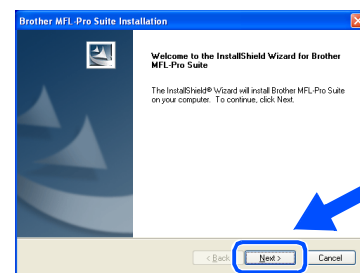 Brother MFL-Pro Suite Installation
Welcome to the InstallShield Wizard for Brother
MFL-Pro Suite
The InstallShield® Wizard will install Brother MFL-Pro Suite
on your computer. To continue, click Next.
< Back
Next >
Cancel